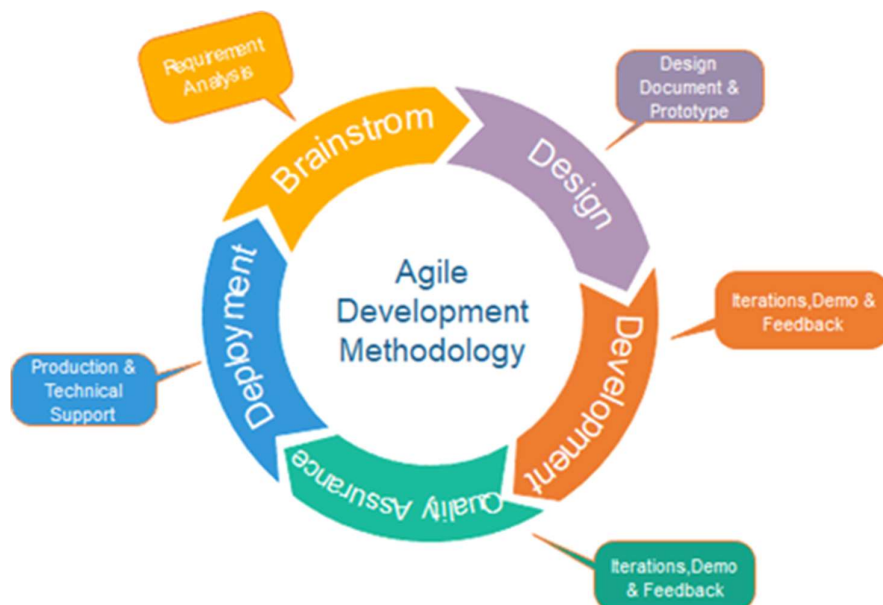 Requirement
Analysis
Brainstrom
Design
Document &
Prototype
Design
Agile
Development
Methodology
Iterations,Demo &
Feedback
Development
Iterations,Demo
& Feedback
Quality Assurance
Production &
Technical
Support
Deployment